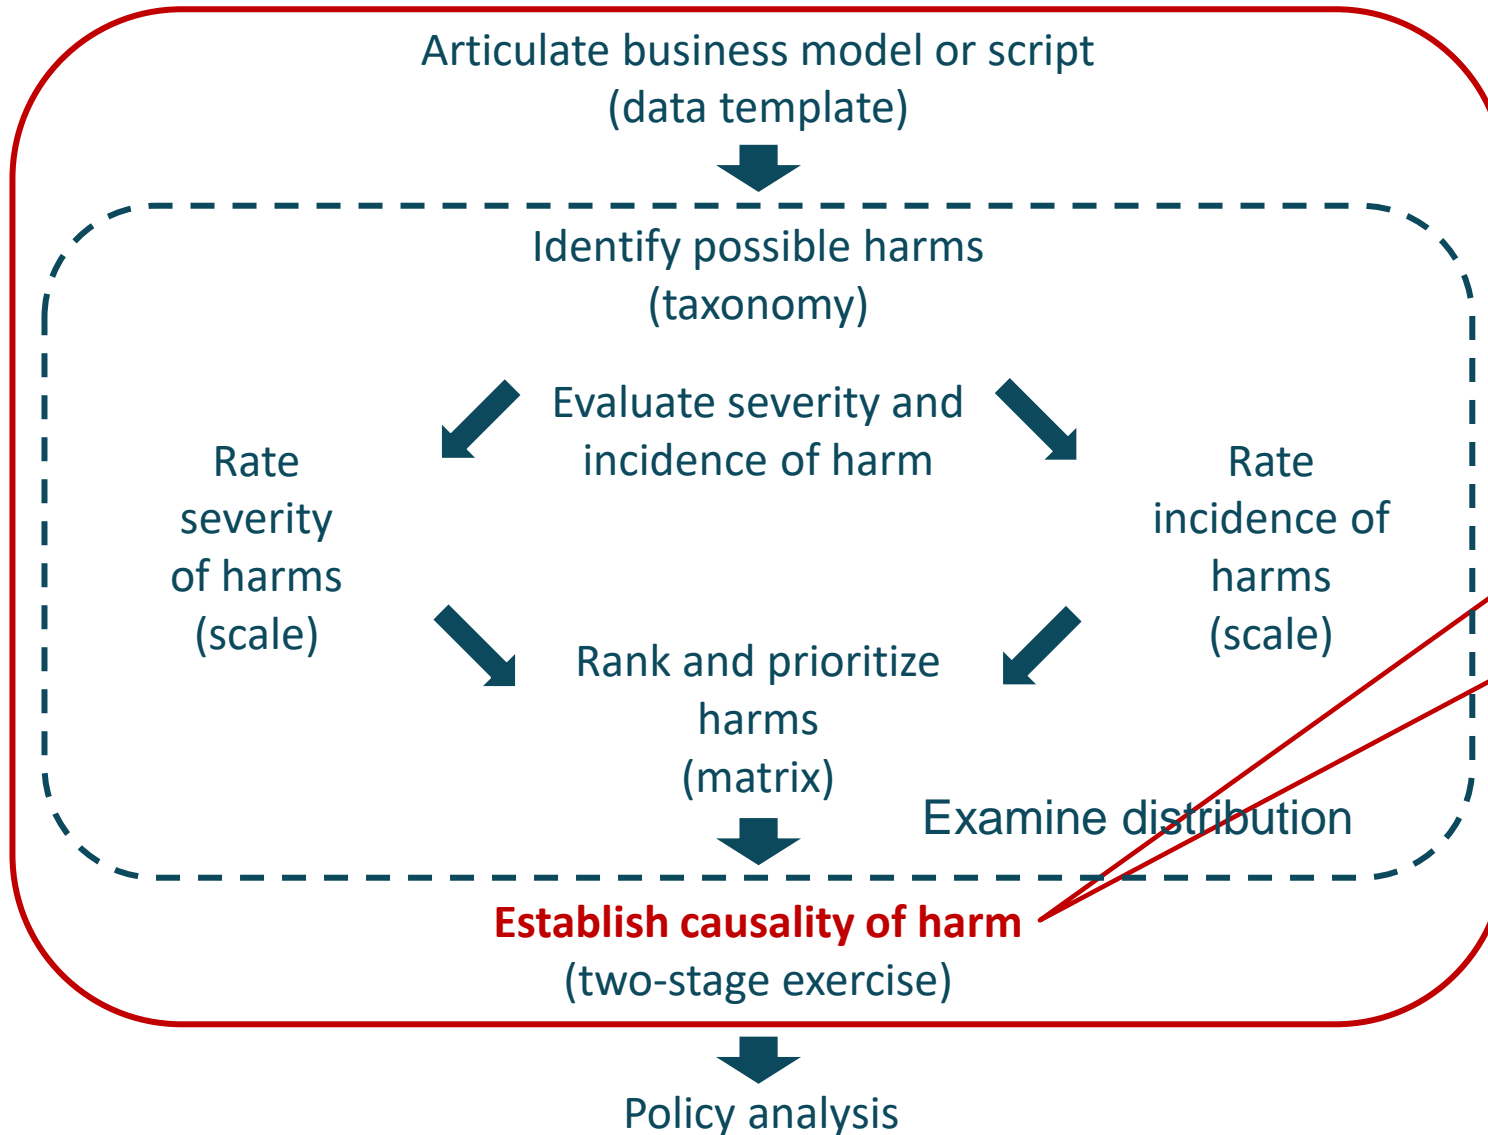 Articulate business model or script
(data template)
Identify possible harms
(taxonomy)
Evaluate severity and
incidence of harm
Rate
severity
of harms
(scale)
Rate
incidence of
harms
(scale)
Rank and prioritize
harms
(matrix)
Examine distribution
Establish causality of harm
(two-stage exercise)
Policy analysis